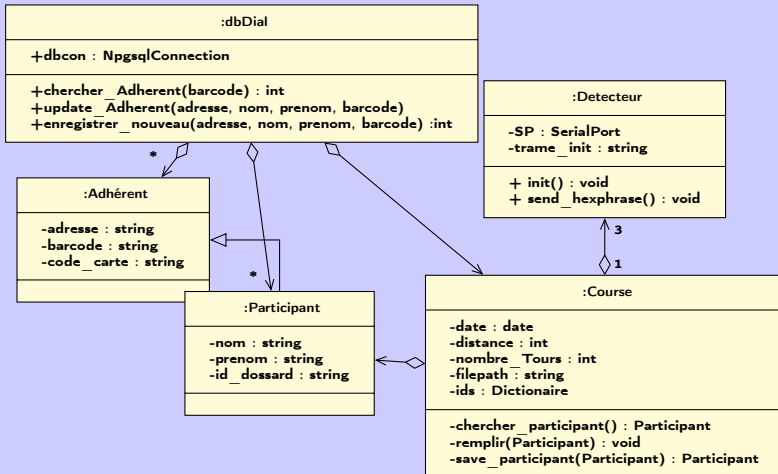 :dbDial
+dbcon : NpgsqlConnection
+chercher_Adherent(barcode) : int
+update_Adherent(adresse, nom, prenom, barcode)
+enregistrer_nouveau(adresse, nom, prenom, barcode) :int
:Detecteur
-SP : SerialPort
-trame_init : string
+ init() : void
+ send_hexphrase() : void
*
:Adhérent
-adresse : string
-barcode : string
-code_carte : string
3
*
1
:Participant
-nom : string
-prenom : string
-id_dossard : string
:Course
-date : date
-distance : int
-nombre_Tours : int
-filepath : string
-ids : Dictionaire
-chercher_participant() : Participant
-remplir(Participant) : void
-save_participant(Participant) : Participant